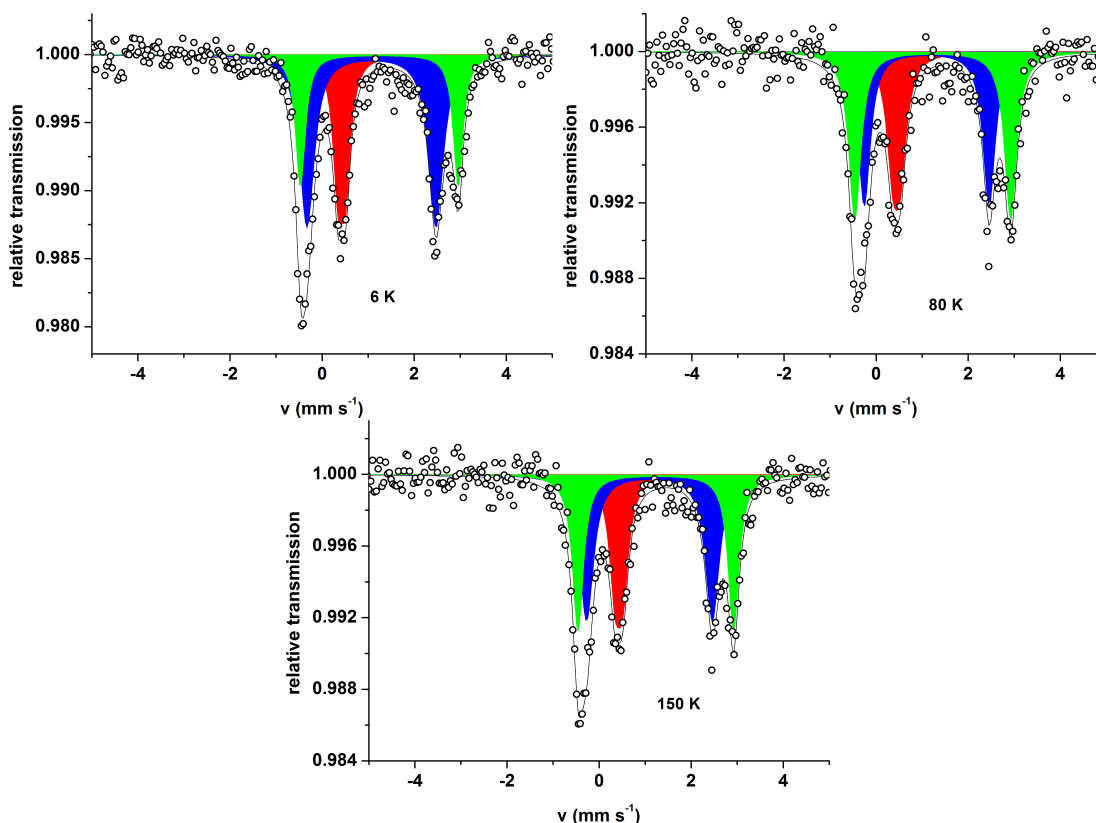 1.000
0.995
0.990
0.985
0.980
relative transmission
6 K
-4 -2 0 2 4
v (mm s⁻¹)
1.000
0.996
0.992
0.988
0.984
relative transmission
80 K
-4 -2 0 2 4
v (mm s⁻¹)
1.000
0.996
0.992
0.988
0.984
relative transmission
150 K
-4 -2 0 2 4
v (mm s⁻¹)